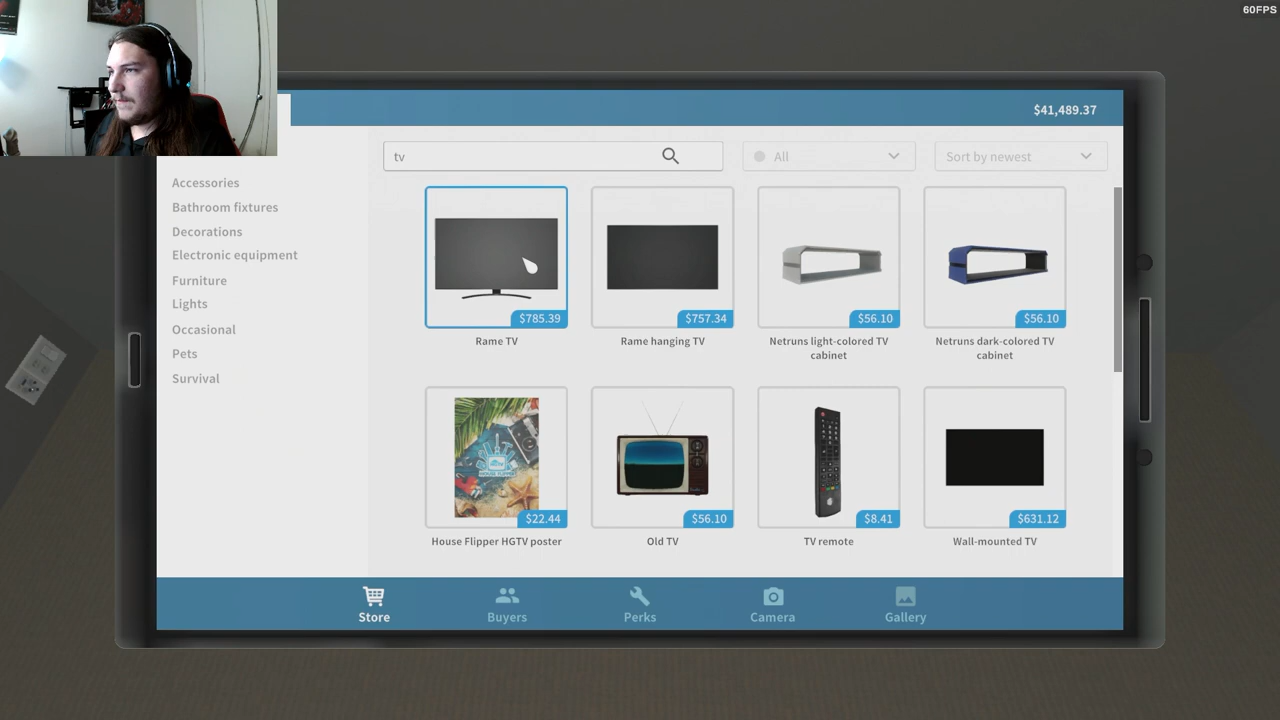 60FPS
$41,489.37
tv
All
Sort by newest
Accessories
Bathroom fixtures
Decorations
Electronic equipment
Furniture
Lights
Occasional
Pets
Survival
$785.39
$757.34
$56.10
$56.10
Rame TV
Rame hanging TV
Netruns light-colored TV
cabinet
Netruns dark-colored TV
cabinet
HOUSE FLIPPER
$22.44
$56.10
$8.41
$631.12
House Flipper HGTV poster
Old TV
TV remote
Wall-mounted TV
Store
Buyers
Perks
Camera
Gallery